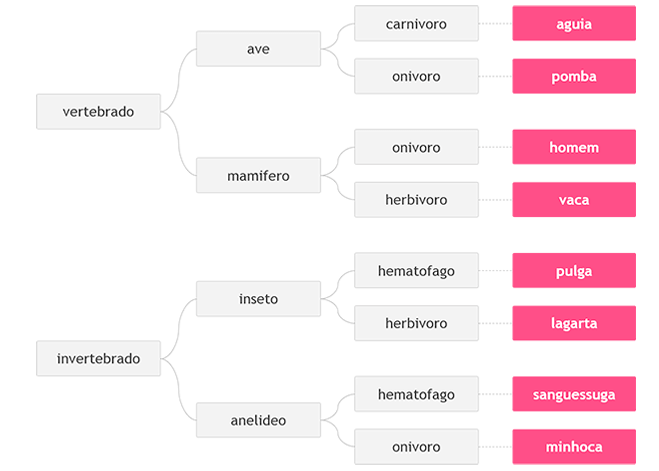 carnivoro
aguia
ave
onivoro
pomba
vertebrado
onivoro
homem
mamifero
herbivoro
vaca
hematofago
pulga
inseto
herbivoro
lagarta
invertebrado
hematofago
sanguessuga
anelideo
onivoro
minhoca